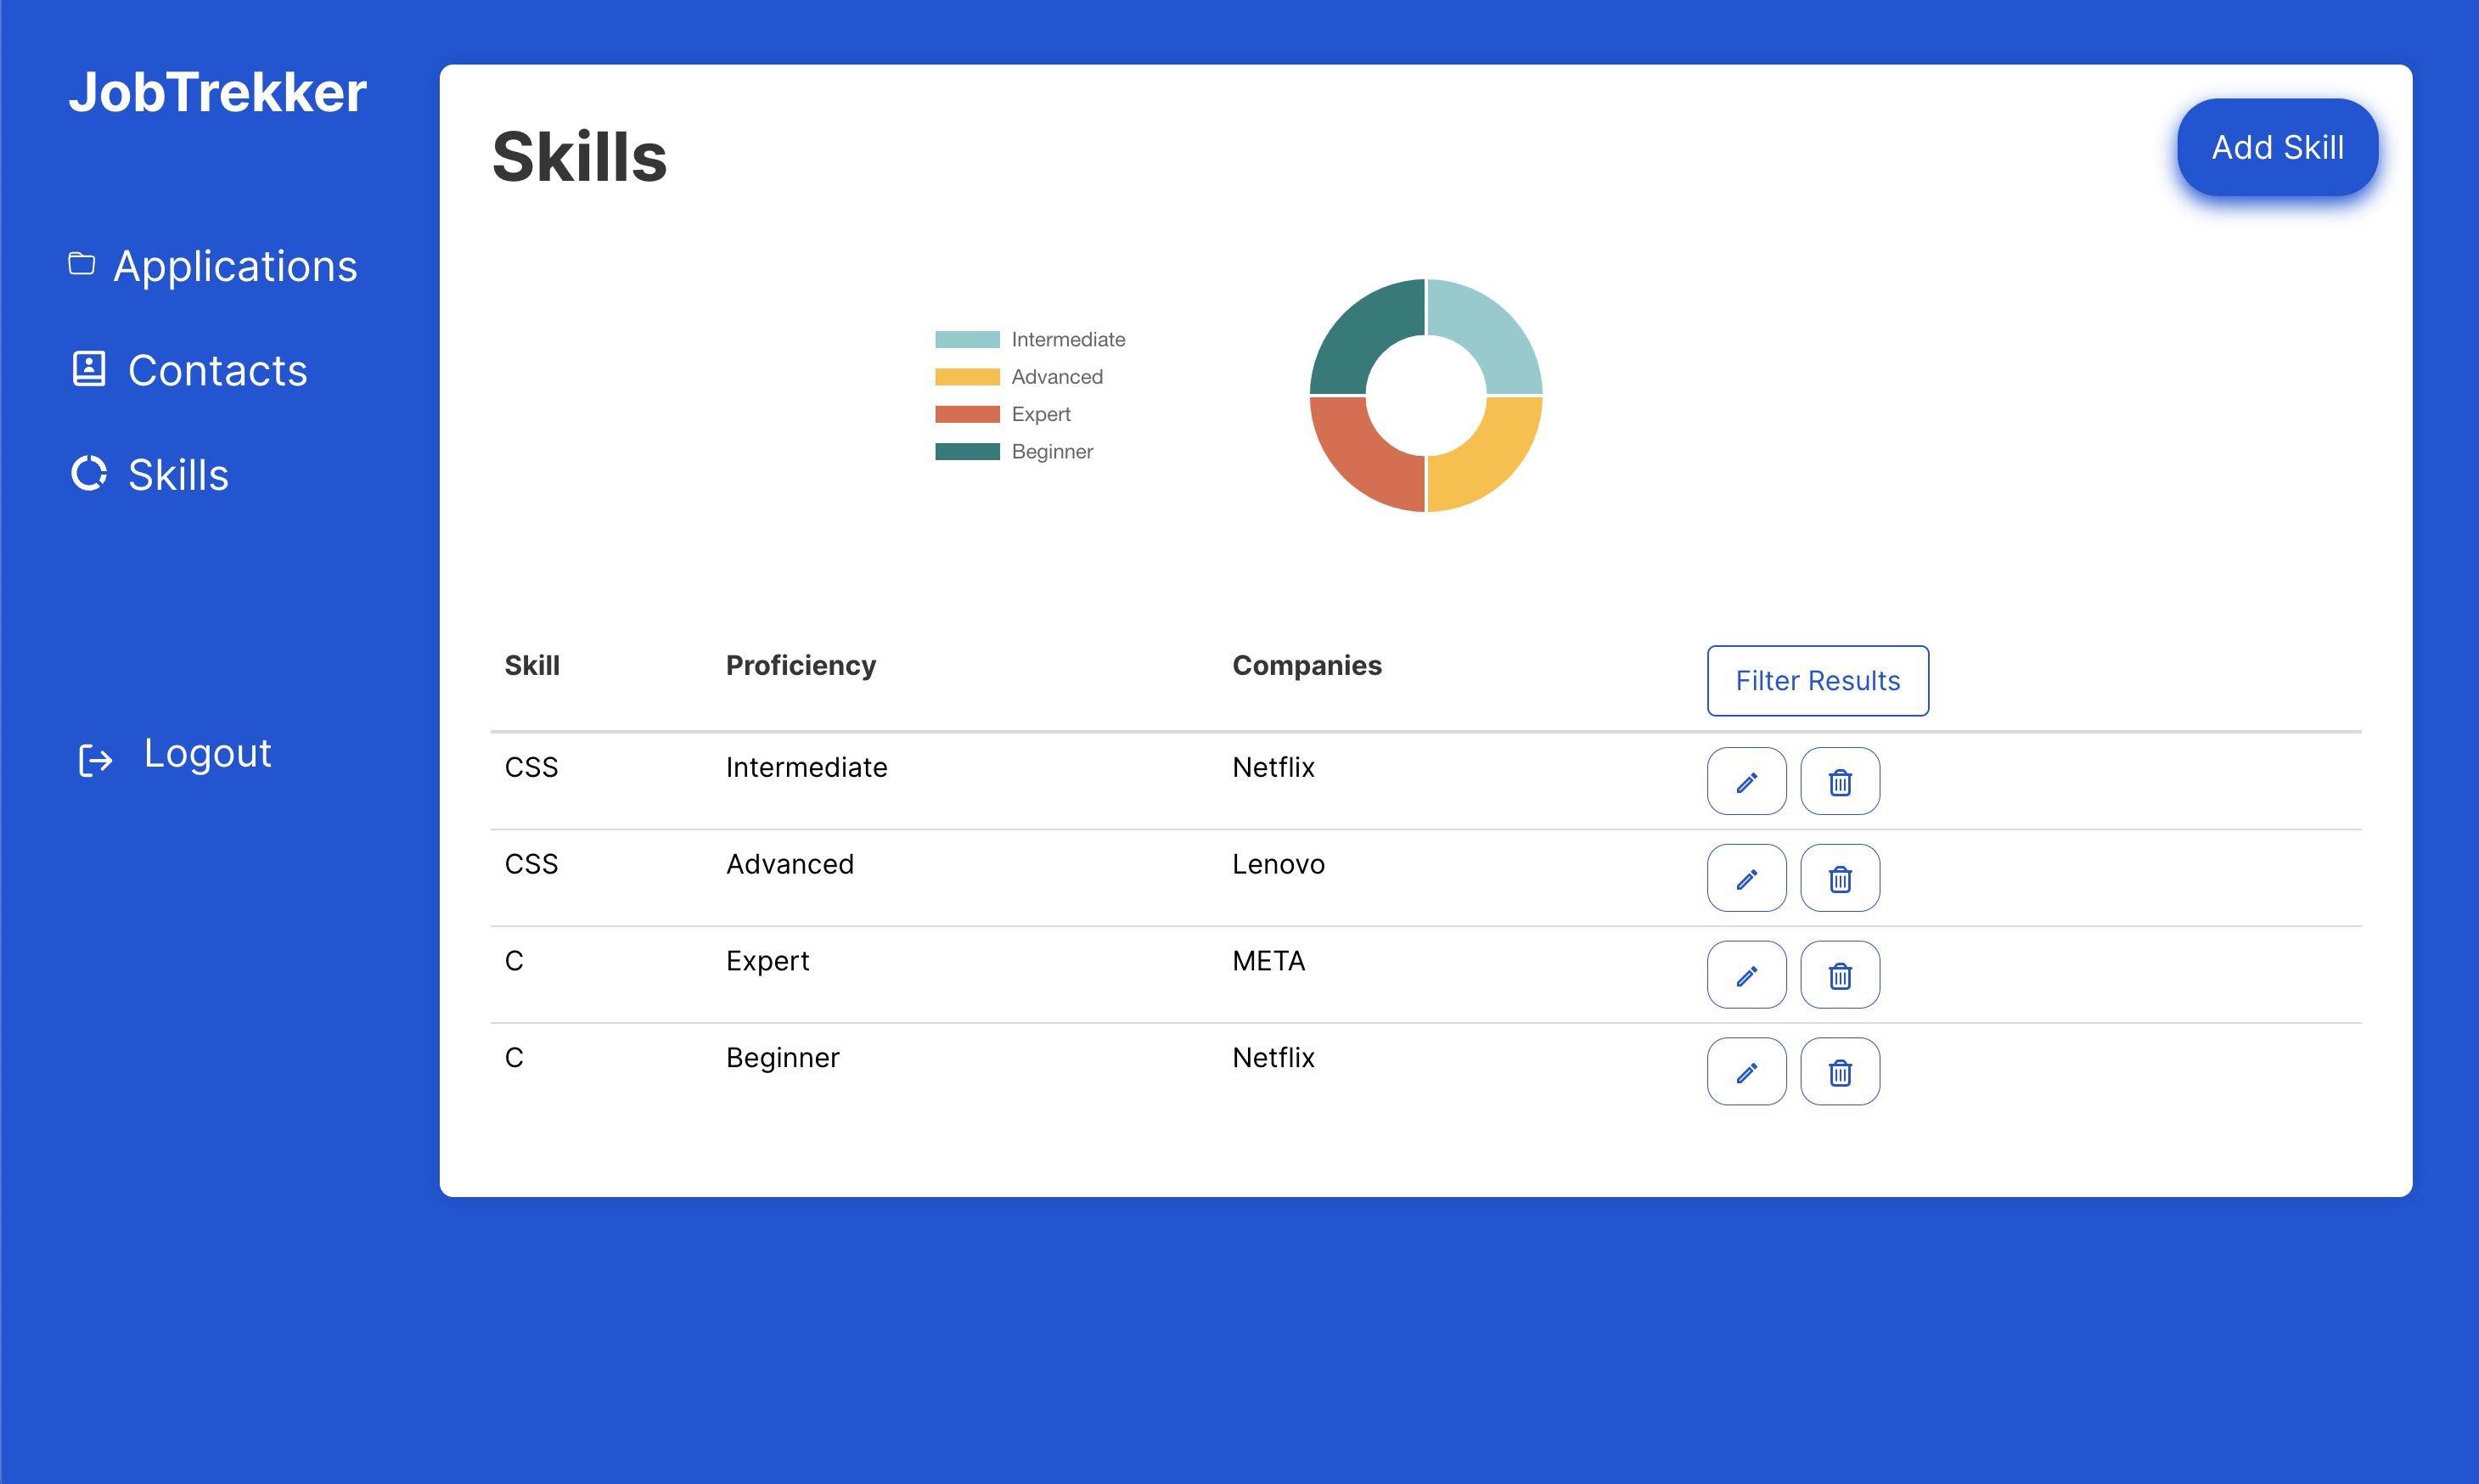 JobTrekker
Applications
Contacts
Skills
Logout
Skills
Add Skill
Intermediate
Advanced
Expert
Beginner
Skill Proficiency Companies Filter Results
CSS Intermediate Netflix
CSS Advanced Lenovo
C Expert META
C Beginner Netflix